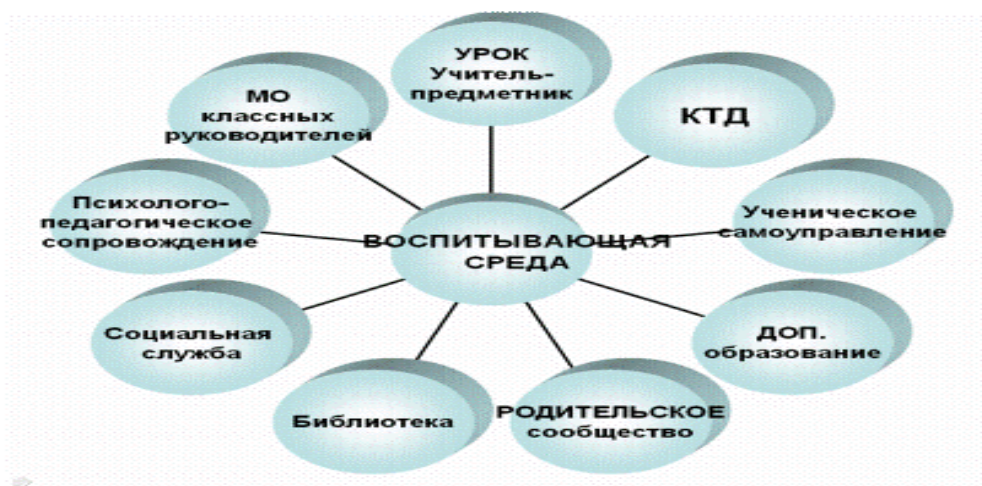 УРОК
Учитель-
предметник
МО
классных
руководителей
КТД
Психолого-
педагогическое
сопровождение
Ученическое
самоуправление
ВОСПИТЫВАЮЩАЯ
СРЕДА
Социальная
служба
ДОП.
образование
Библиотека
РОДИТЕЛЬСКОЕ
сообщество